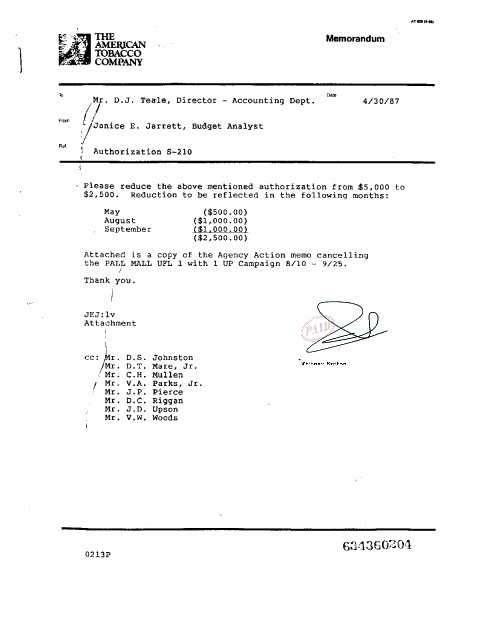 THE
AMERICAN
TOBACCO
COMPANY
Memorandum
To Mr. D.J. Teale, Director - Accounting Dept. Date 4/30/87
From Janice E. Jarrett, Budget Analyst
Ref. Authorization S-210
Please reduce the above mentioned authorization from $5,000 to
$2,500. Reduction to be reflected in the following months:
May ($500.00)
August ($1,000.00)
September ($1,000.00)
($2,500.00)
Attached is a copy of the Agency Action memo cancelling
the PALL MALL UFL 1 with 1 UP Campaign 8/10 - 9/25.
Thank you.
JEJ:lv
Attachment
PAID
cc: Mr. D.S. Johnston
Mr. D.T. Mare, Jr.
Mr. C.H. Mullen
Mr. V.A. Parks, Jr.
Mr. J.P. Pierce
Mr. D.C. Riggan
Mr. J.D. Upson
Mr. V.W. Woods
634360204
0213P